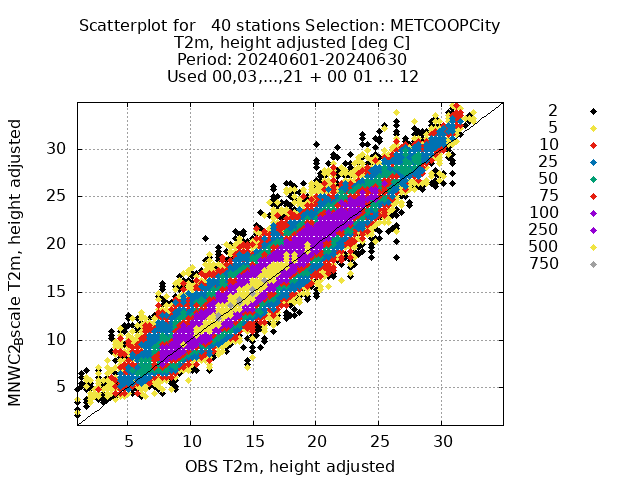 Scatterplot for 40 stations Selection: METCOOPCity
T2m, height adjusted [deg C]
Period: 20240601-20240630
Used 00,03,...,21 + 00 01 ... 12
MNWC2_Bscale T2m, height adjusted
30
25
20
15
10
5
5 10 15 20 25 30
OBS T2m, height adjusted
2
5
10
25
50
75
100
250
500
750